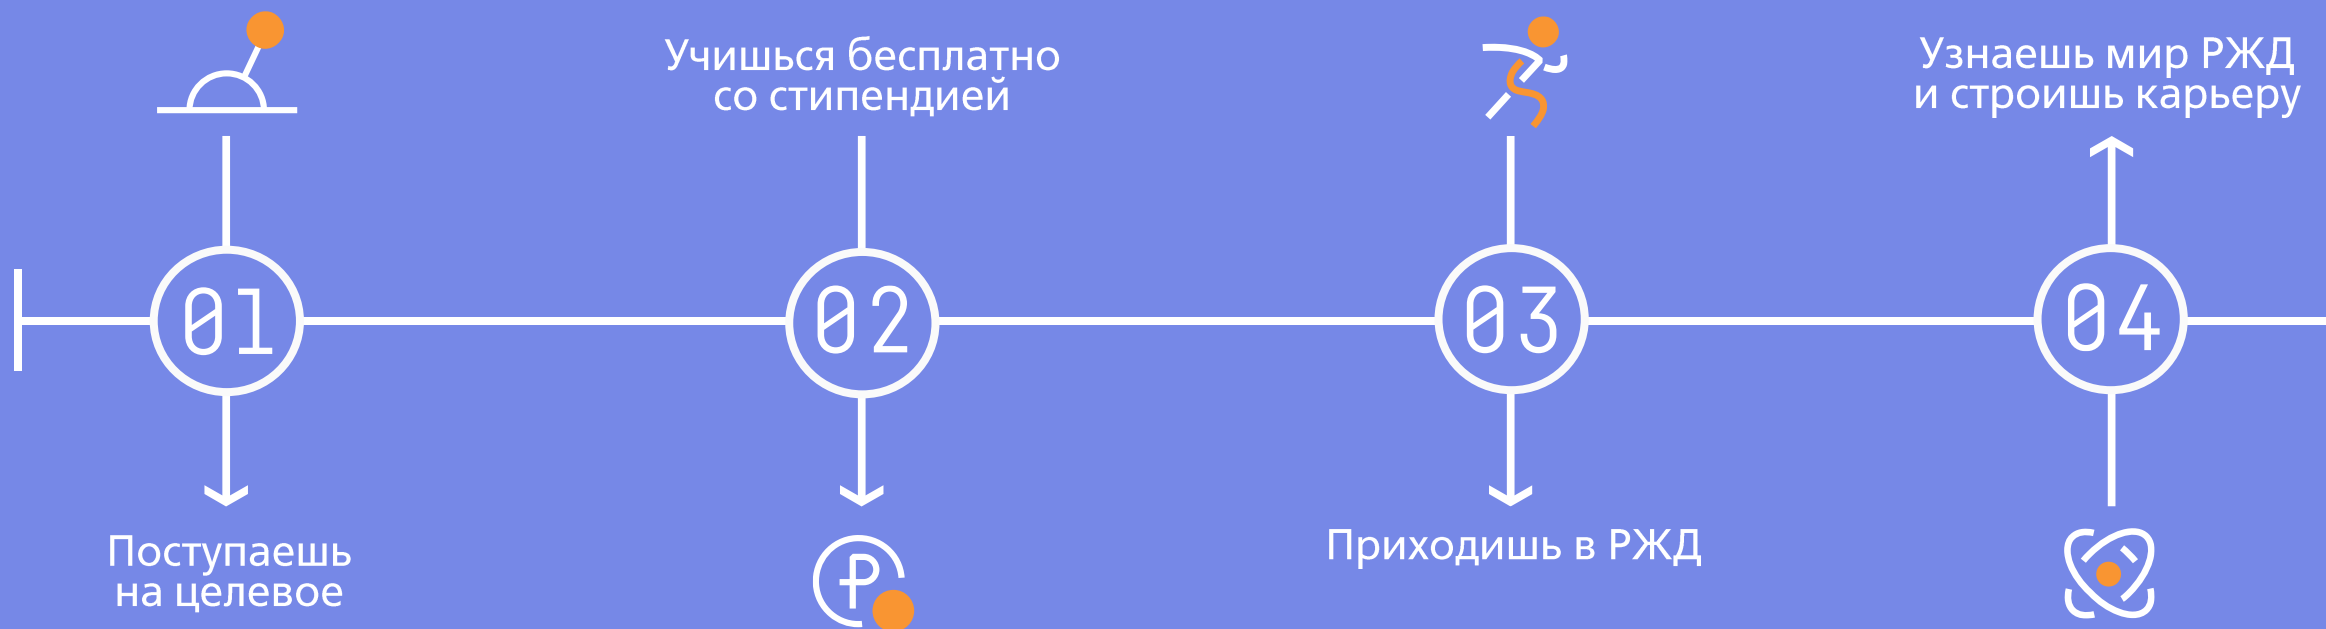 01
Поступаешь
на целевое
Учишься бесплатно
со стипендией
02
₽
03
Приходишь в РЖД
Узнаешь мир РЖД
и строишь карьеру
04